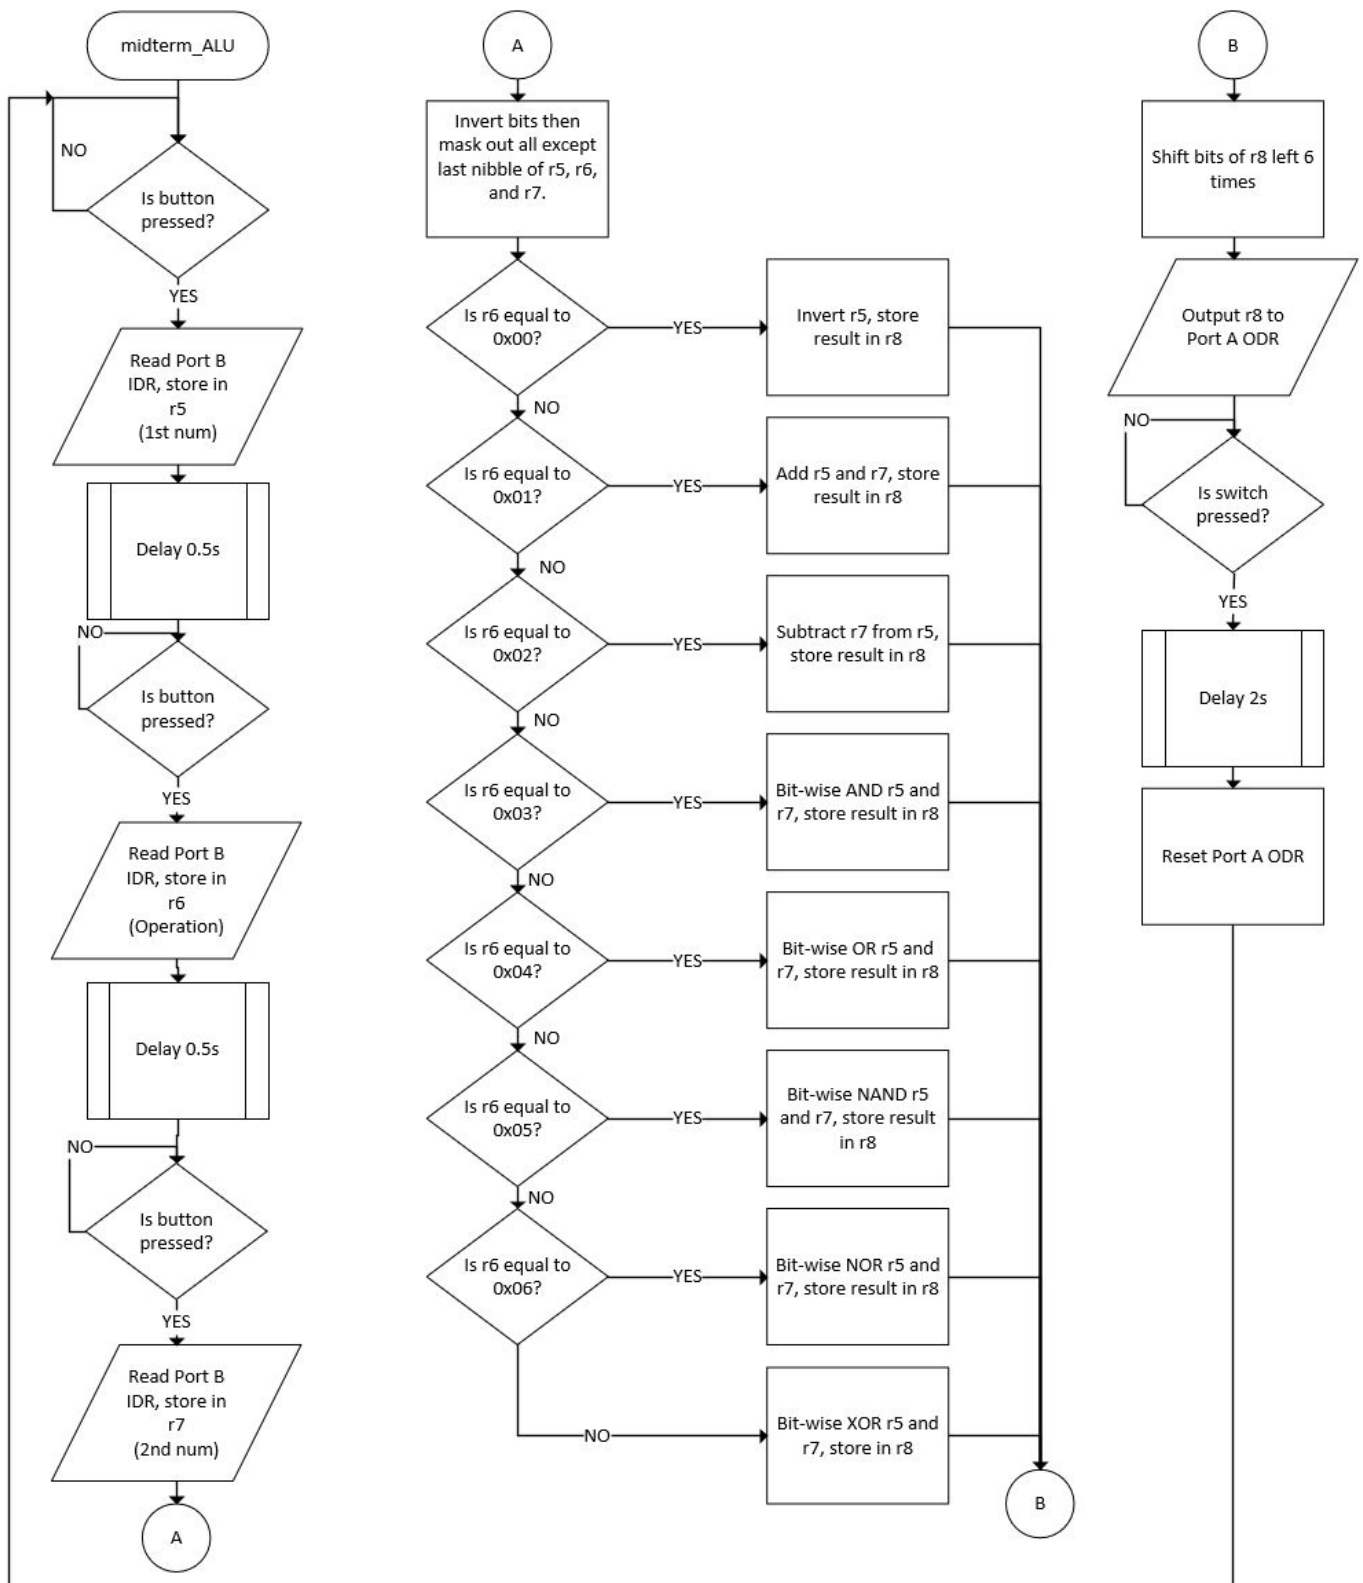 midterm_ALU
NO
Is button
pressed?
YES
Read Port B
IDR, store in
r5
(1st num)
Delay 0.5s
NO
Is button
pressed?
YES
Read Port B
IDR, store in
r6
(Operation)
Delay 0.5s
NO
Is button
pressed?
YES
Read Port B
IDR, store in
r7
(2nd num)
A
A
Invert bits then
mask out all except
last nibble of r5, r6,
and r7.
Is r6 equal to
0x00?
YES
Invert r5, store
result in r8
NO
Is r6 equal to
0x01?
YES
Add r5 and r7, store
result in r8
NO
Is r6 equal to
0x02?
YES
Subtract r7 from r5,
store result in r8
NO
Is r6 equal to
0x03?
YES
Bit-wise AND r5 and
r7, store result in r8
NO
Is r6 equal to
0x04?
YES
Bit-wise OR r5 and
r7, store result in r8
NO
Is r6 equal to
0x05?
YES
Bit-wise NAND r5
and r7, store result
in r8
NO
Is r6 equal to
0x06?
YES
Bit-wise NOR r5 and
r7, store result in r8
NO
Bit-wise XOR r5 and
r7, store in r8
B
B
Shift bits of r8 left 6
times
Output r8 to
Port A ODR
NO
Is switch
pressed?
YES
Delay 2s
Reset Port A ODR